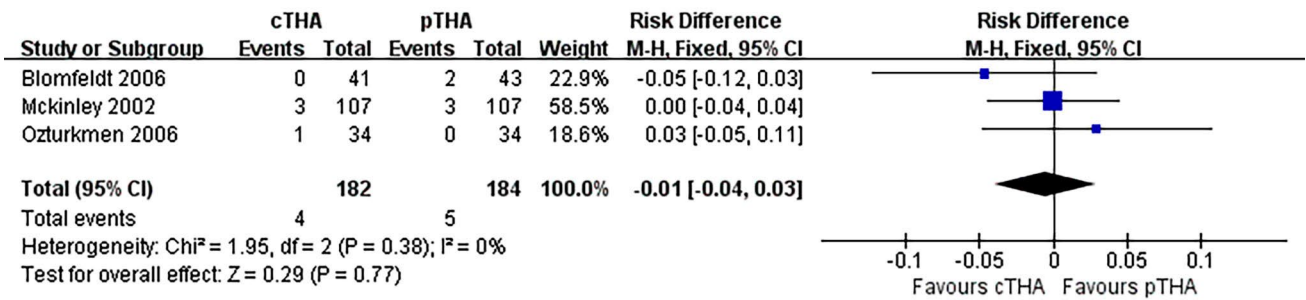 cTHA pTHA Risk Difference Risk Difference
Study or Subgroup Events Total Events Total Weight M-H, Fixed, 95% CI M-H, Fixed, 95% CI
Blomfeldt 2006 0 41 2 43 22.9% -0.05 [-0.12, 0.03]
Mckinley 2002 3 107 3 107 58.5% 0.00 [-0.04, 0.04]
Ozturkmen 2006 1 34 0 34 18.6% 0.03 [-0.05, 0.11]
Total (95% CI) 182 184 100.0% -0.01 [-0.04, 0.03]
Total events 4 5
Heterogeneity: Chi² = 1.95, df = 2 (P = 0.38); I² = 0%
Test for overall effect: Z = 0.29 (P = 0.77)
-0.1 -0.05 0 0.05 0.1
Favours cTHA Favours pTHA